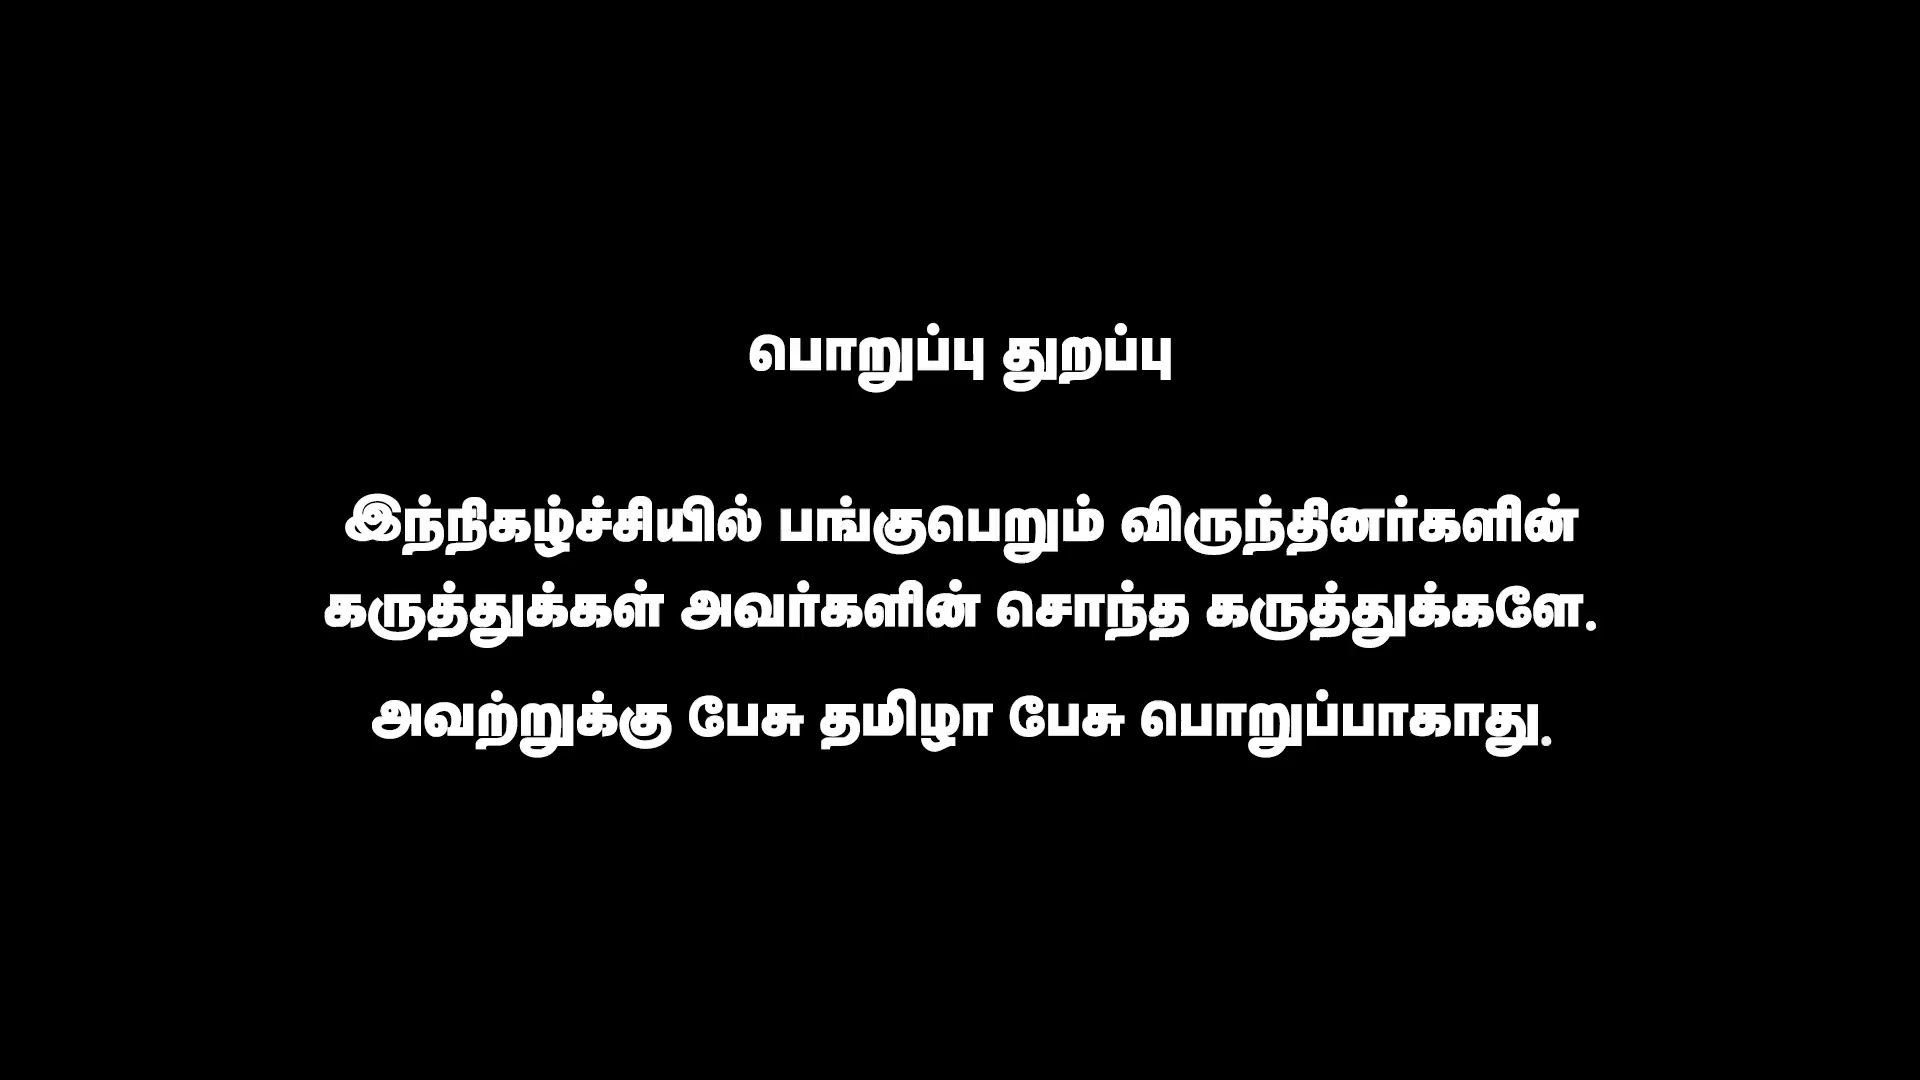 பொறுப்பு துறப்பு
இந்நிகழ்ச்சியில் பங்குபெறும் விருந்தினர்களின்
கருத்துக்கள் அவர்களின் சொந்த கருத்துக்களே.
அவற்றுக்கு பேசு தமிழா பேசு பொறுப்பாகாது.